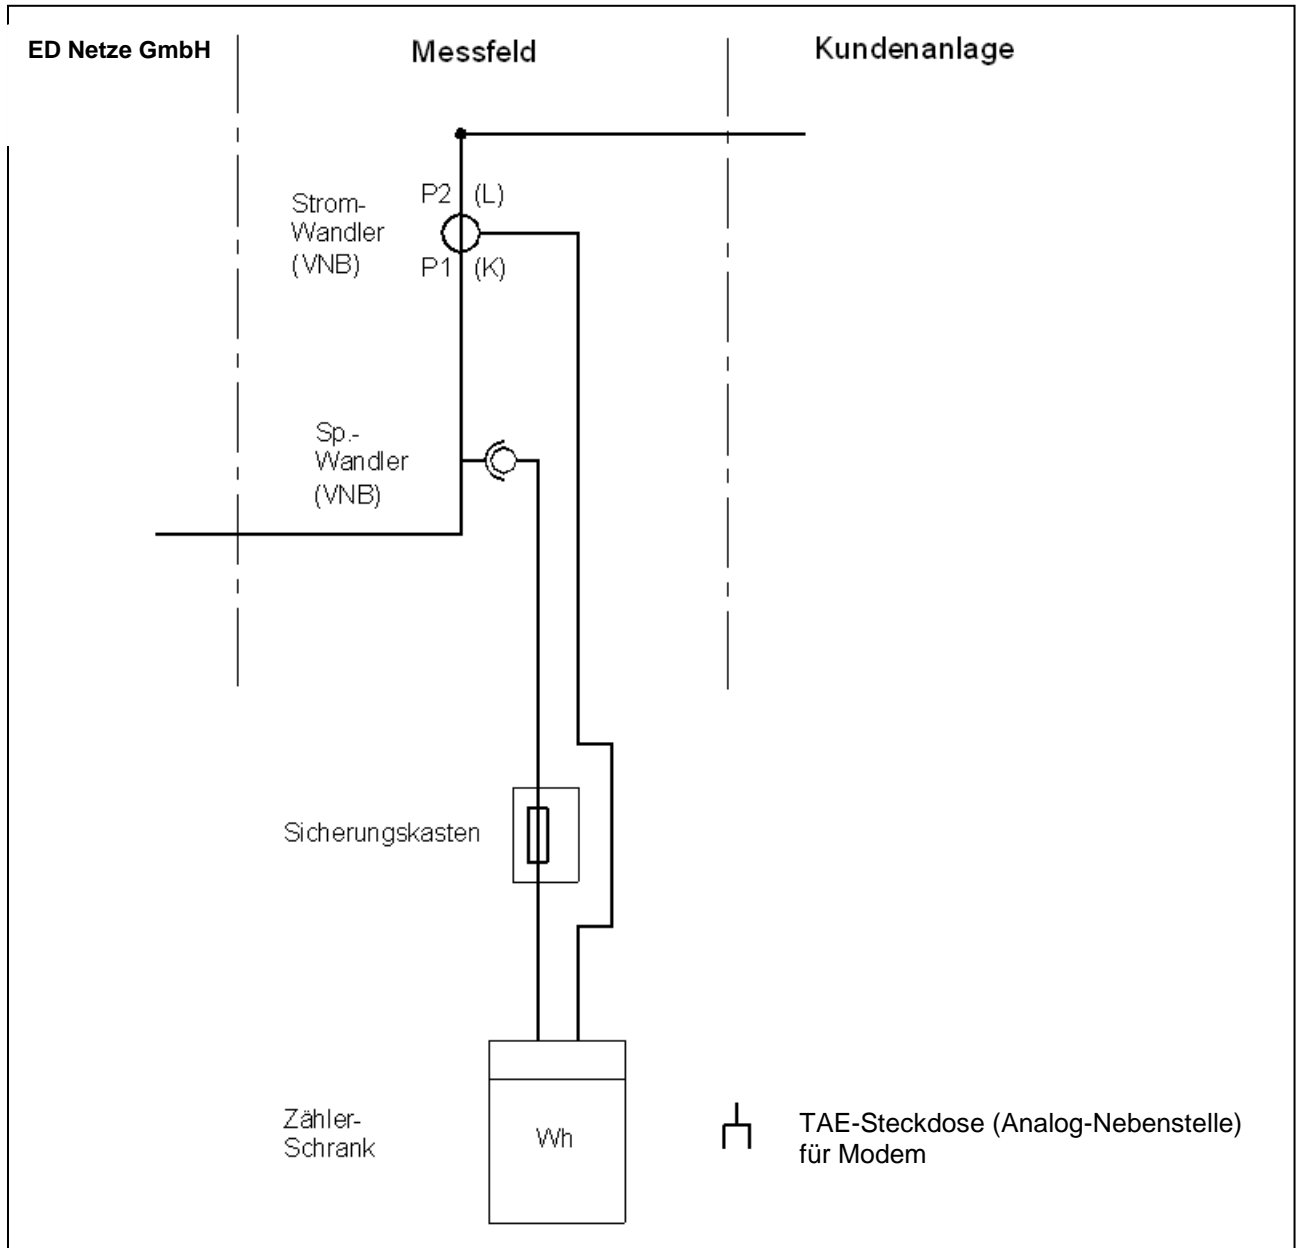 ED Netze GmbH
Messfeld
Kundenanlage
P2 (L)
Strom-
Wandler
(VNB)
P1 (K)
Sp.-
Wandler
(VNB)
Sicherungskasten
Zähler-
Schrank
Wh
TAE-Steckdose (Analog-Nebenstelle)
für Modem